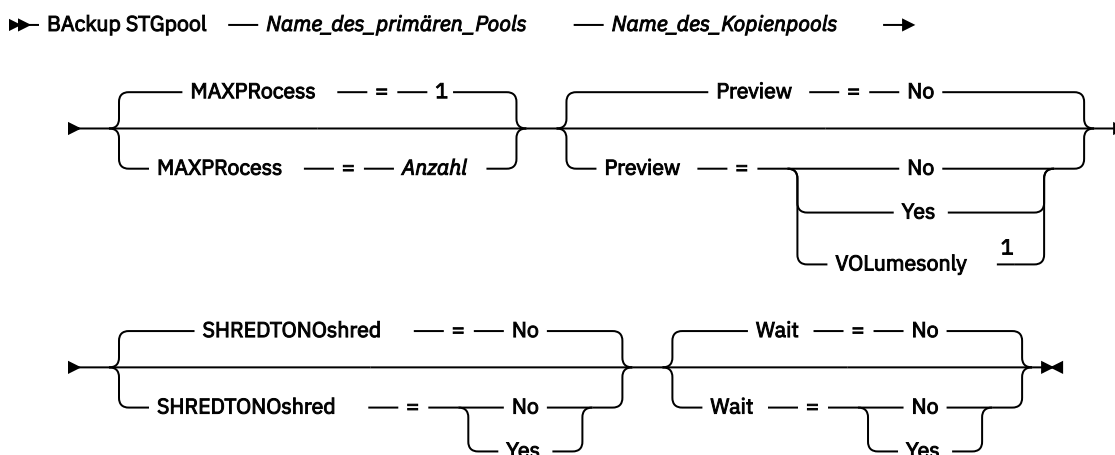 BAckup STGpool — Name_des_primären_Pools — Name_des_Kopienpools
MAXPRocess — = — 1
MAXPRocess — = — Anzahl
Preview — = — No
Preview — = — No
Yes
VOLumesonly 1
SHREDTONOshred — = — No
SHREDTONOshred — = — No
Yes
Wait — = — No
Wait — = — No
Yes